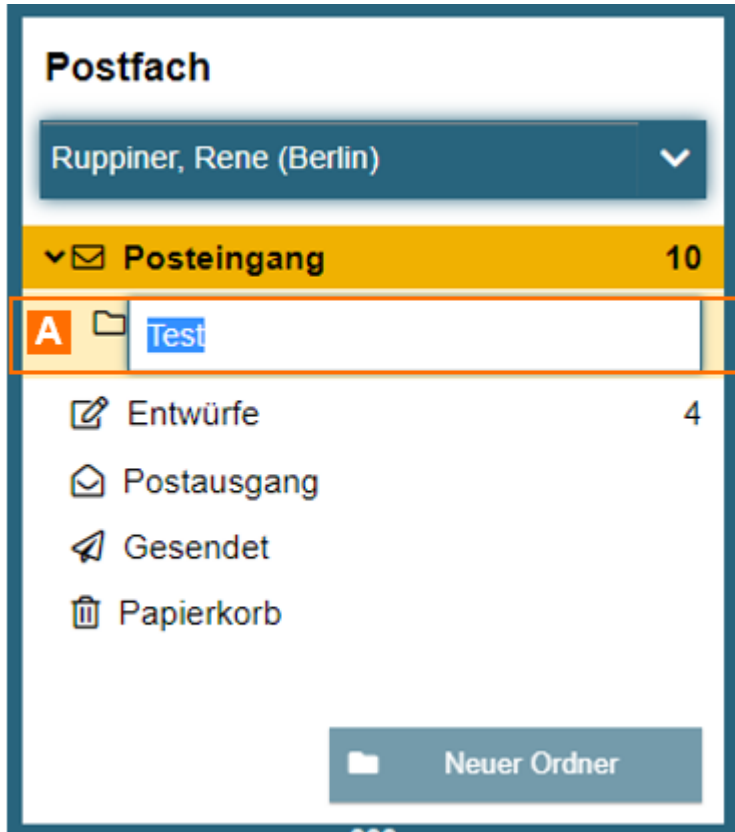 Postfach
Ruppiner, Rene (Berlin)
Posteingang 10
A Test
Entwürfe 4
Postausgang
Gesendet
Papierkorb
Neuer Ordner